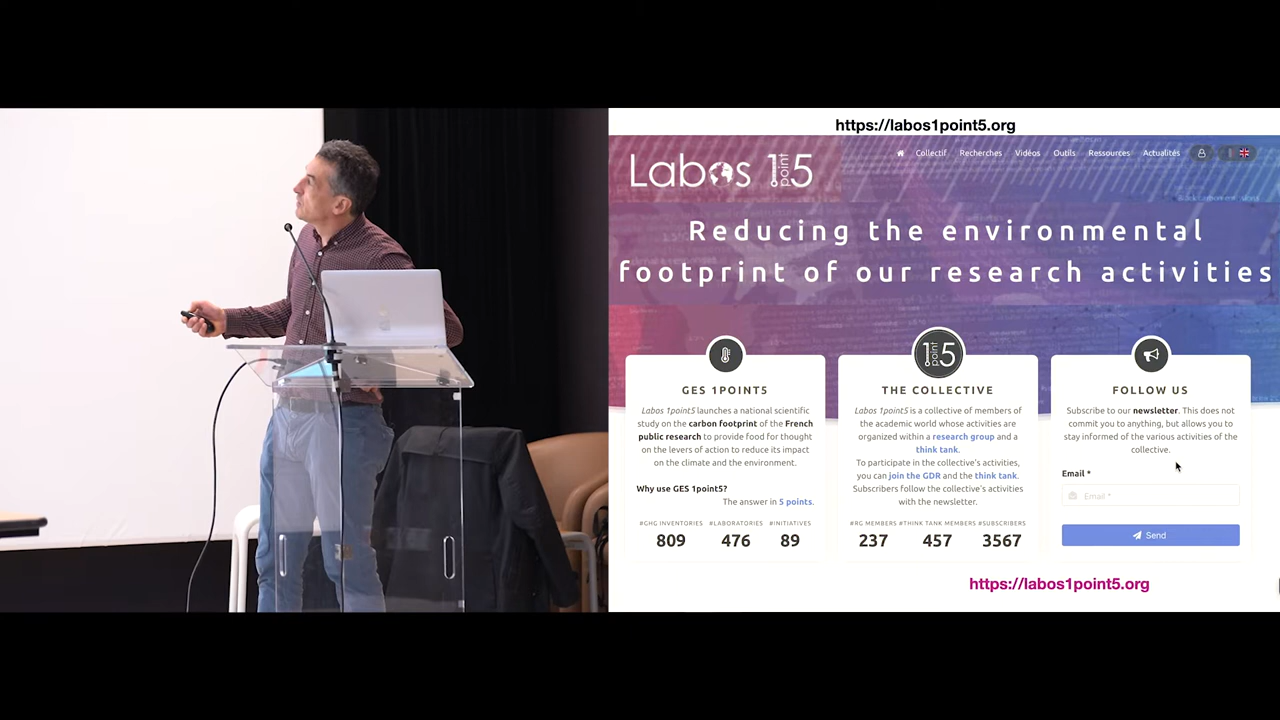 https://labos1point5.org
Labos 1point5
Collectif Recherches Vidéos Outils Ressources Actualités
Reducing the environmental
footprint of our research activities
1point5
GES 1POINT5
Labos 1point5 launches a national scientific
study on the carbon footprint of the French
public research to provide food for thought
on the levers of action to reduce its impact
on the climate and the environment.
Why use GES 1point5?
The answer in 5 points.
#GHG INVENTORIES #LABORATORIES #INITIATIVES
809 476 89
THE COLLECTIVE
Labos 1point5 is a collective of members of
the academic world whose activities are
organized within a research group and a
think tank.
To participate in the collective's activities,
you can join the GDR and the think tank.
Subscribers follow the collective's activities
with the newsletter.
#RG MEMBERS #THINK TANK MEMBERS #SUBSCRIBERS
237 457 3567
FOLLOW US
Subscribe to our newsletter. This does not
commit you to anything, but allows you to
stay informed of the various activities of the
collective.
Email *
Email *
Send
https://labos1point5.org